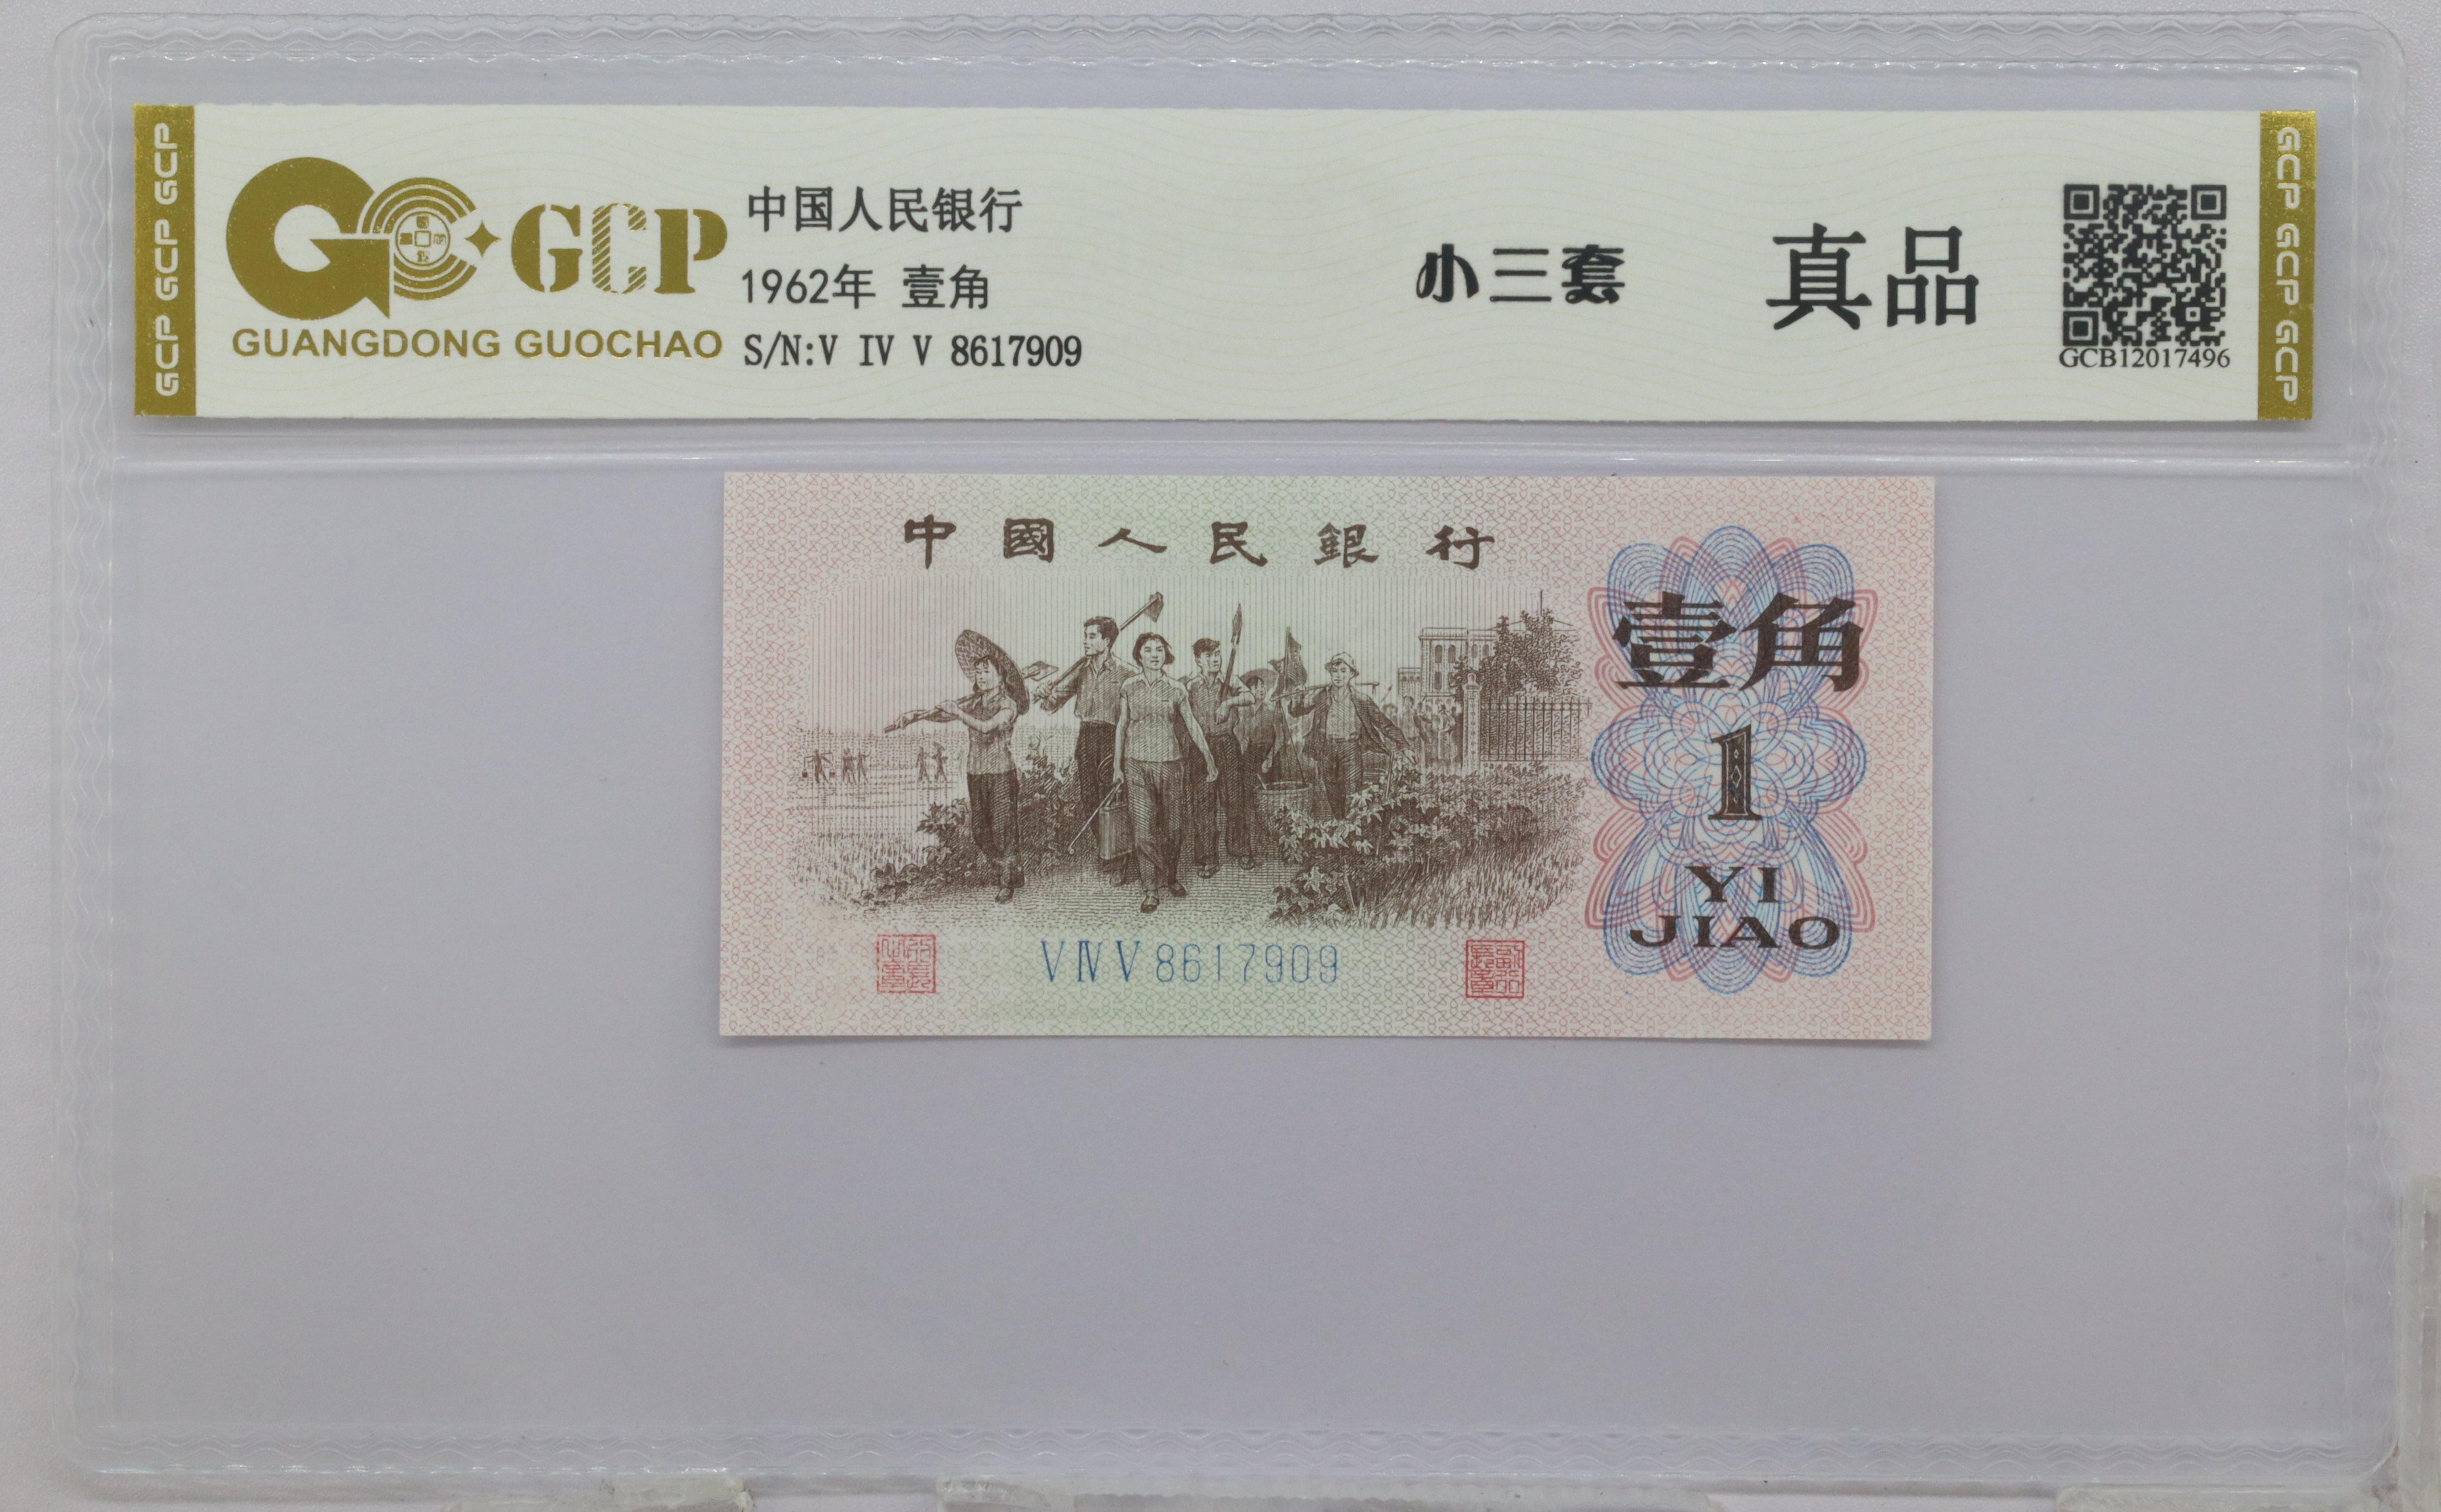 GCP GCP GCP
GCP
GUANGDONG GUOCHAO
中国人民银行
1962年 壹角
S/N:V IV V 8617909
小三套
真品
GCB12017496
GCP GCP GCP
中國人民銀行
壹角
1
YI
JIAO
V IV V 8617909